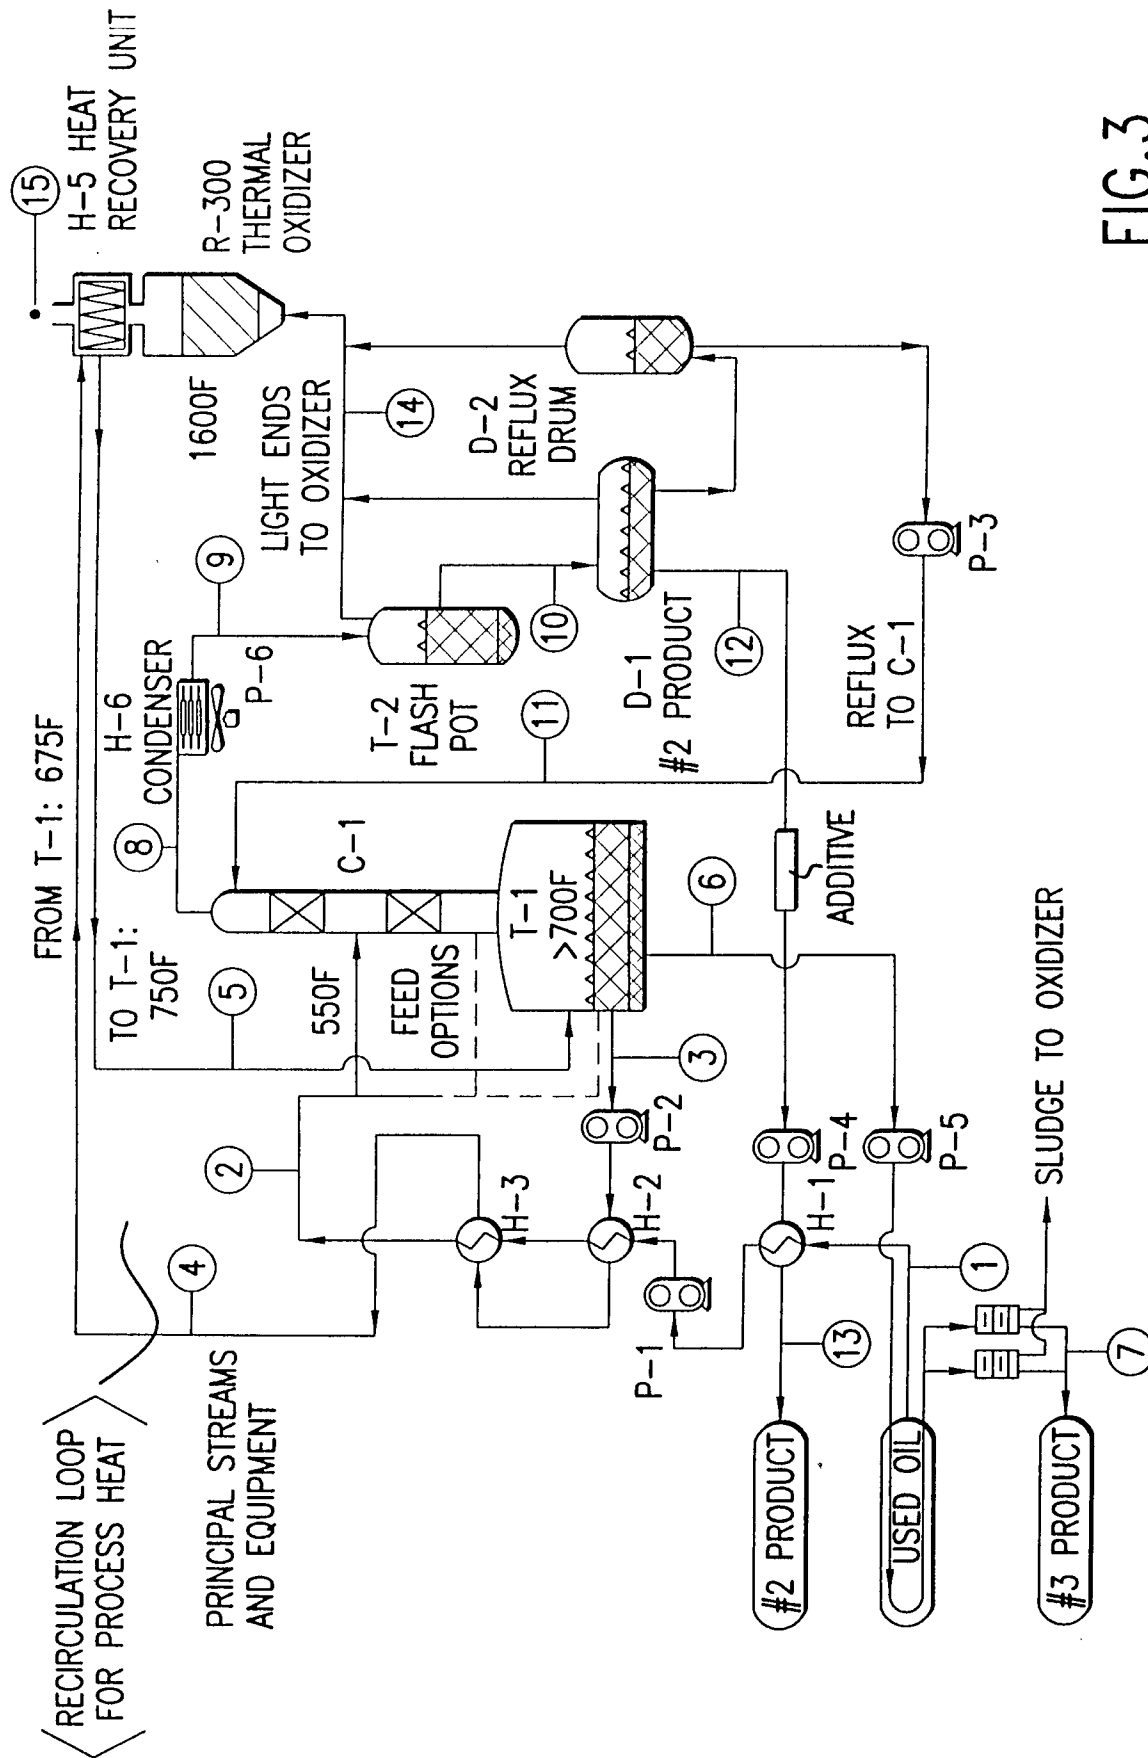 <RECIRCULATION LOOP
FOR PROCESS HEAT>
PRINCIPAL STREAMS
AND EQUIPMENT
FROM T-1: 675F
TO T-1:
750F
H-5 HEAT
RECOVERY UNIT
15
R-300
THERMAL
OXIDIZER
1600F
H-6
CONDENSER
P-6
8
9
LIGHT ENDS
TO OXIDIZER
14
4
2
5
550F
FEED
OPTIONS
C-1
T-1
>700F
T-2
FLASH
POT
10
11
D-2
REFLUX
DRUM
D-1
#2 PRODUCT
12
H-3
H-2
P-2
3
6
P-1
REFLUX
TO C-1
P-3
ADDITIVE
P-4
H-1
P-5
13
1
#2 PRODUCT
USED OIL
#3 PRODUCT
7
SLUDGE TO OXIDIZER
FIG.3